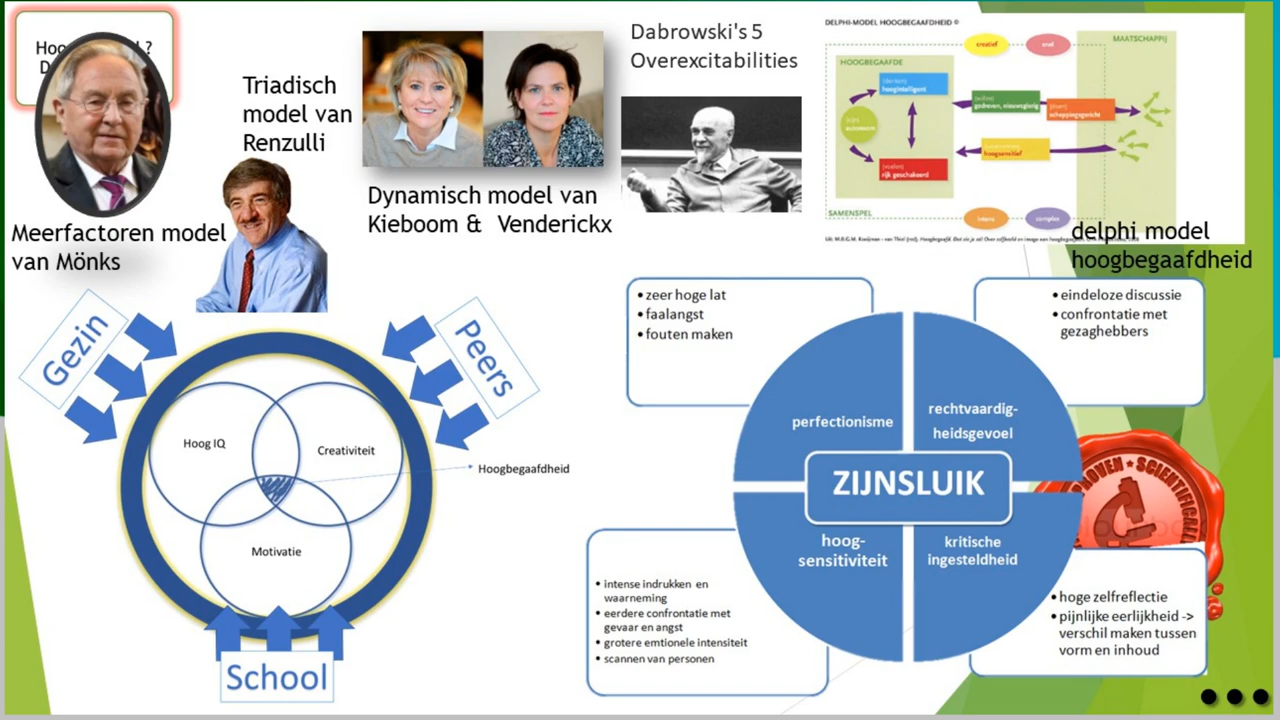 Triadisch
model van
Renzulli
Dabrowski's 5
Overexcitabilities
DELPHI-MODEL HOOGBEGAAFDHEID ©
creatief
snel
MAATSCHAPPIJ
HOOGBEGAAFDE
hoogintelligent
gedreven, nieuwsgierig
scheppingsgericht
autonoom
hoogsensitief
rijk geschakeerd
SAMENSPEL
intens
complex
delphi model
hoogbegaafdheid
Dynamisch model van
Kieboom & Venderickx
Meerfactoren model
van Mönks
Gezin
Peers
Hoog IQ
Creativiteit
Hoogbegaafdheid
Motivatie
School
• zeer hoge lat
• faalangst
• fouten maken
• eindeloze discussie
• confrontatie met
gezaghebbers
perfectionisme
rechtvaardig-
heidsgevoel
ZIJNSLUIK
hoog-
sensitiviteit
kritische
ingesteldheid
• intense indrukken en
waarneming
• eerdere confrontatie met
gevaar en angst
• grotere emtionele intensiteit
• scannen van personen
• hoge zelfreflectie
• pijnlijke eerlijkheid ->
verschil maken tussen
vorm en inhoud